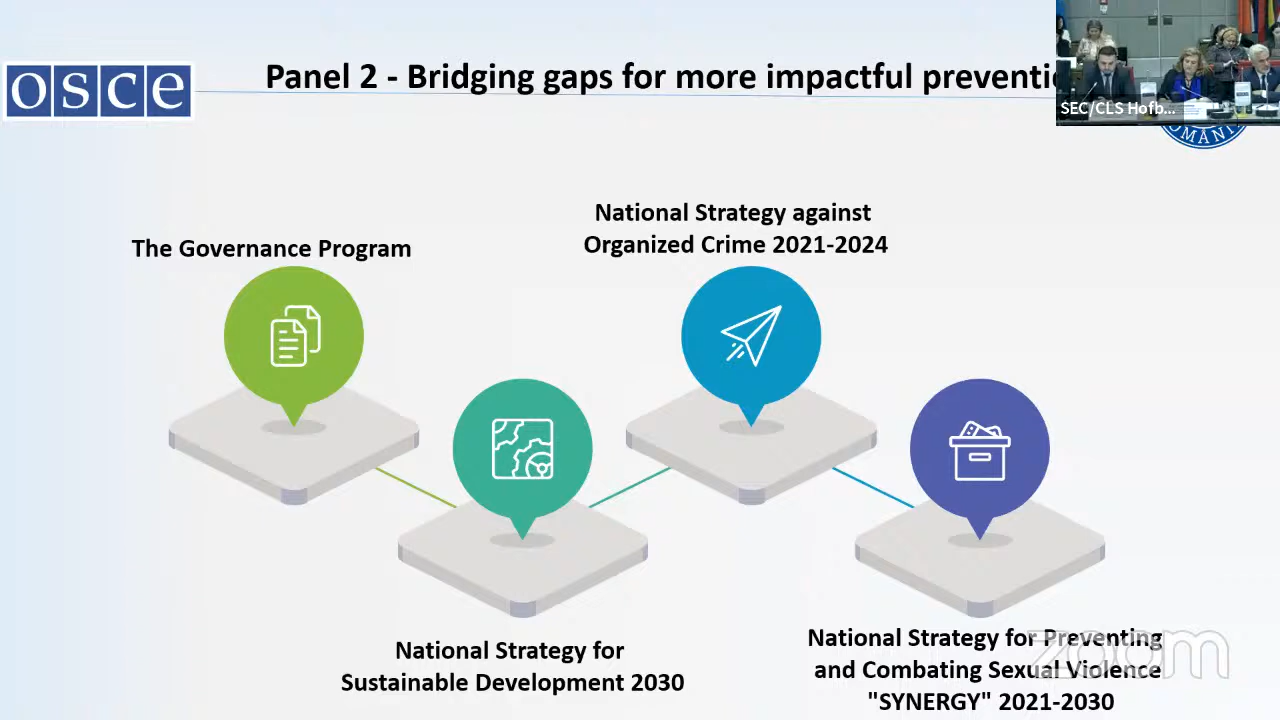 osce
Panel 2 - Bridging gaps for more impactful preventi
SEC/CLS Hofb...
The Governance Program
National Strategy against
Organized Crime 2021-2024
National Strategy for
Sustainable Development 2030
National Strategy for Preventing
and Combating Sexual Violence
"SYNERGY" 2021-2030
zoom